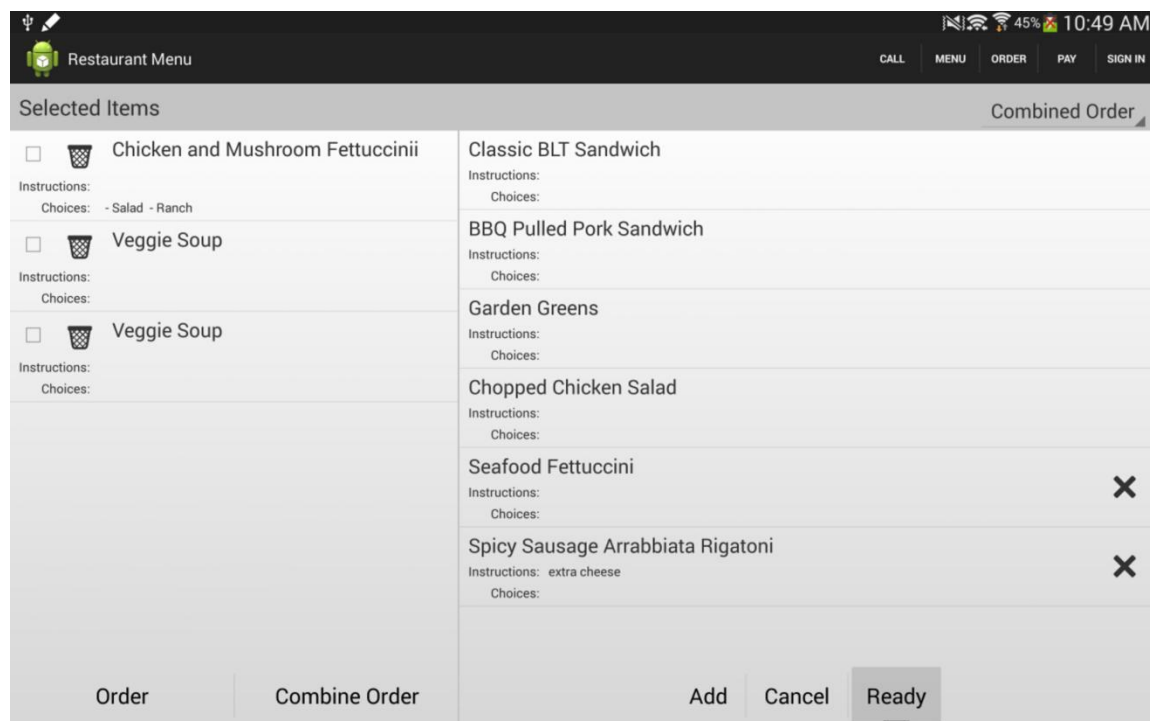 45% 10:49 AM
Restaurant Menu CALL MENU ORDER PAY SIGN IN
Selected Items Combined Order
Chicken and Mushroom Fettuccinii
Instructions:
Choices: - Salad - Ranch
Veggie Soup
Instructions:
Choices:
Veggie Soup
Instructions:
Choices:
Classic BLT Sandwich
Instructions:
Choices:
BBQ Pulled Pork Sandwich
Instructions:
Choices:
Garden Greens
Instructions:
Choices:
Chopped Chicken Salad
Instructions:
Choices:
Seafood Fettuccini
Instructions:
Choices:
Spicy Sausage Arrabbiata Rigatoni
Instructions: extra cheese
Choices:
Order Combine Order Add Cancel Ready